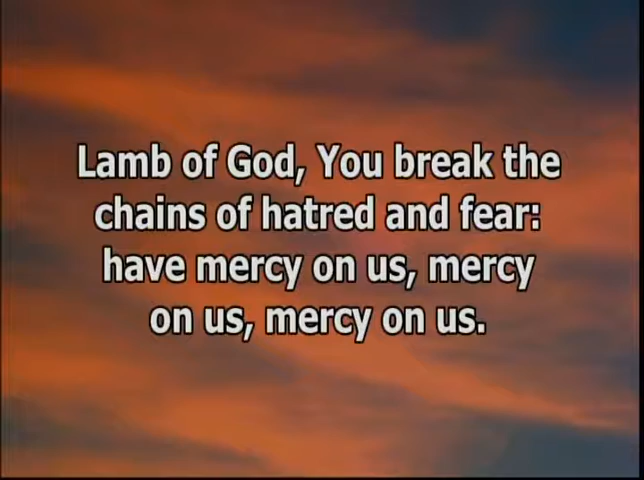 Lamb of God, You break the
chains of hatred and fear:
have mercy on us, mercy
on us, mercy on us.